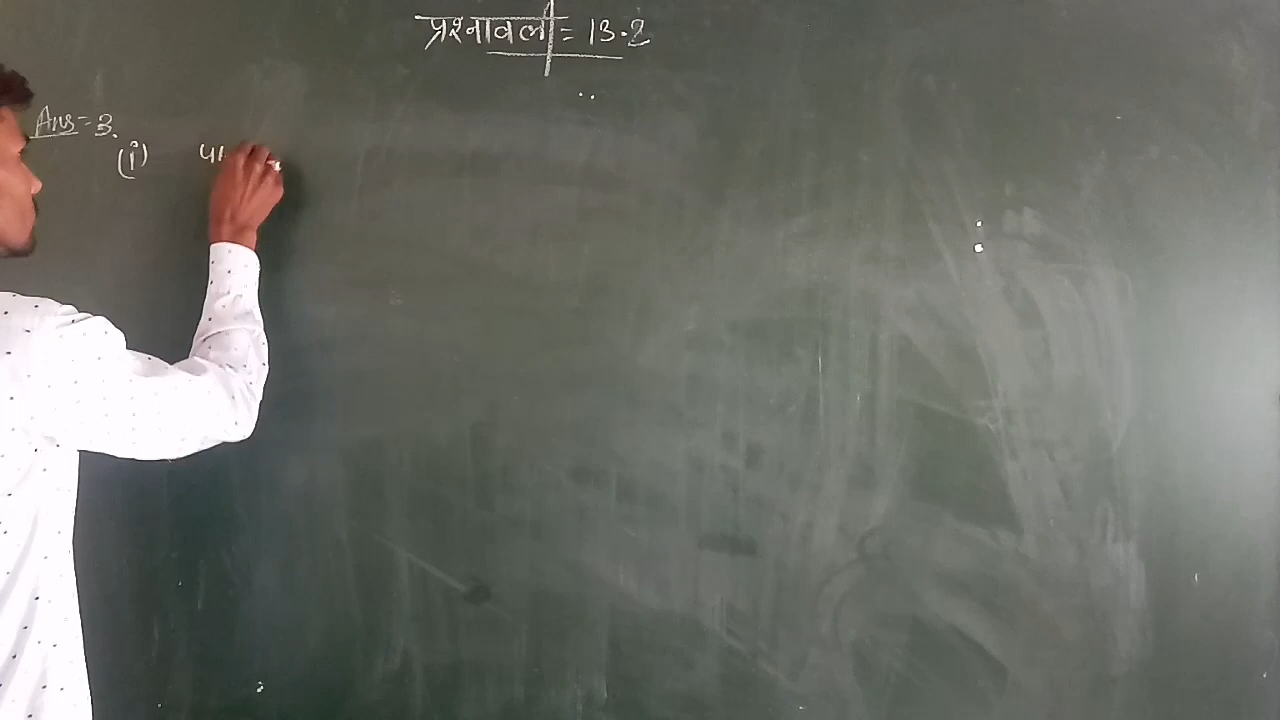 प्रश्नावली = 13.2
Ans = 3.
(i)